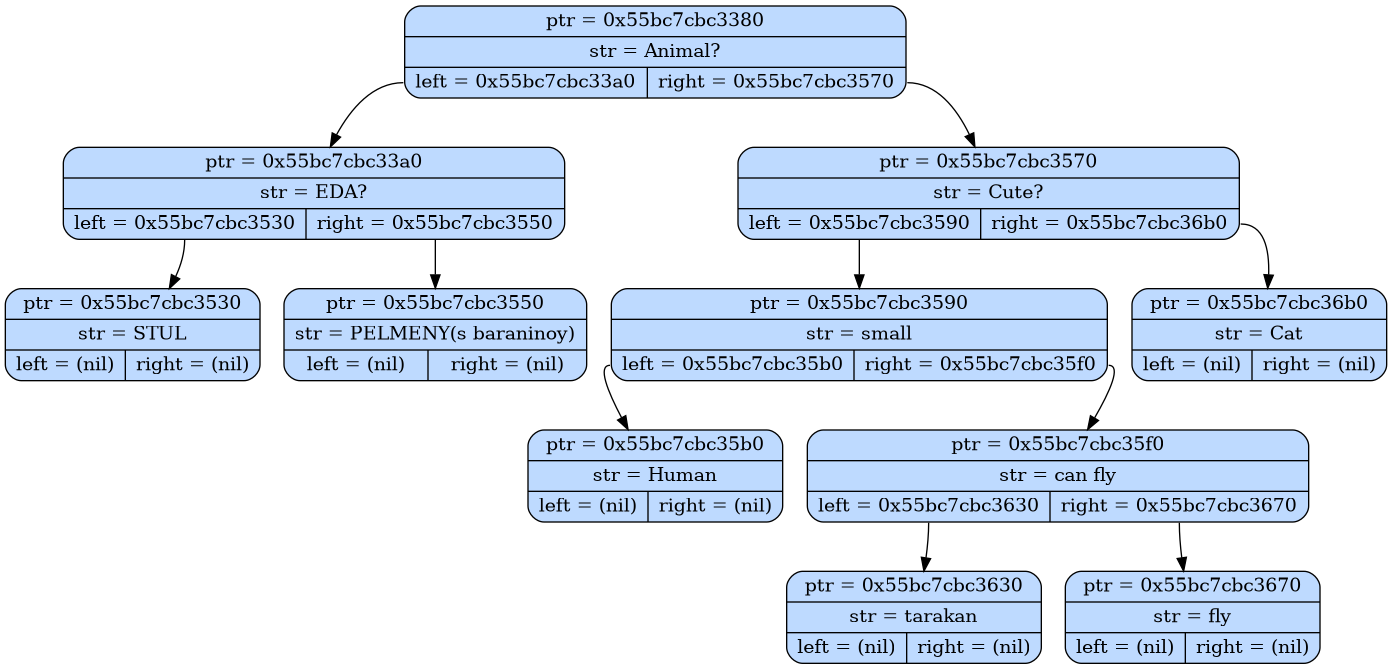 ptr = 0x55bc7cbc3380
str = Animal?
left = 0x55bc7cbc33a0 right = 0x55bc7cbc3570
ptr = 0x55bc7cbc33a0
str = EDA?
left = 0x55bc7cbc3530 right = 0x55bc7cbc3550
ptr = 0x55bc7cbc3570
str = Cute?
left = 0x55bc7cbc3590 right = 0x55bc7cbc36b0
ptr = 0x55bc7cbc3530
str = STUL
left = (nil) right = (nil)
ptr = 0x55bc7cbc3550
str = PELMENY(s baraninoy)
left = (nil) right = (nil)
ptr = 0x55bc7cbc3590
str = small
left = 0x55bc7cbc35b0 right = 0x55bc7cbc35f0
ptr = 0x55bc7cbc36b0
str = Cat
left = (nil) right = (nil)
ptr = 0x55bc7cbc35b0
str = Human
left = (nil) right = (nil)
ptr = 0x55bc7cbc35f0
str = can fly
left = 0x55bc7cbc3630 right = 0x55bc7cbc3670
ptr = 0x55bc7cbc3630
str = tarakan
left = (nil) right = (nil)
ptr = 0x55bc7cbc3670
str = fly
left = (nil) right = (nil)